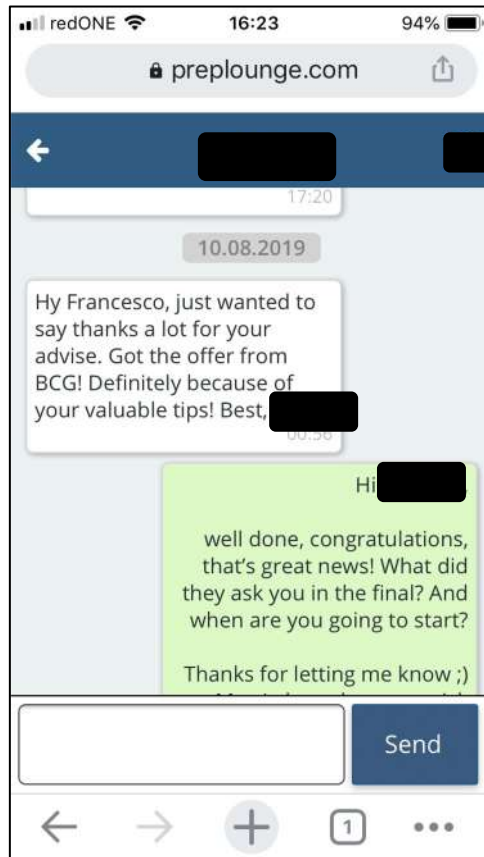 redONE 16:23 94%
preplounge.com
17:20
10.08.2019
Hy Francesco, just wanted to
say thanks a lot for your
advise. Got the offer from
BCG! Definitely because of
your valuable tips! Best,
00:56
Hi
well done, congratulations,
that's great news! What did
they ask you in the final? And
when are you going to start?
Thanks for letting me know ;)
Send
1